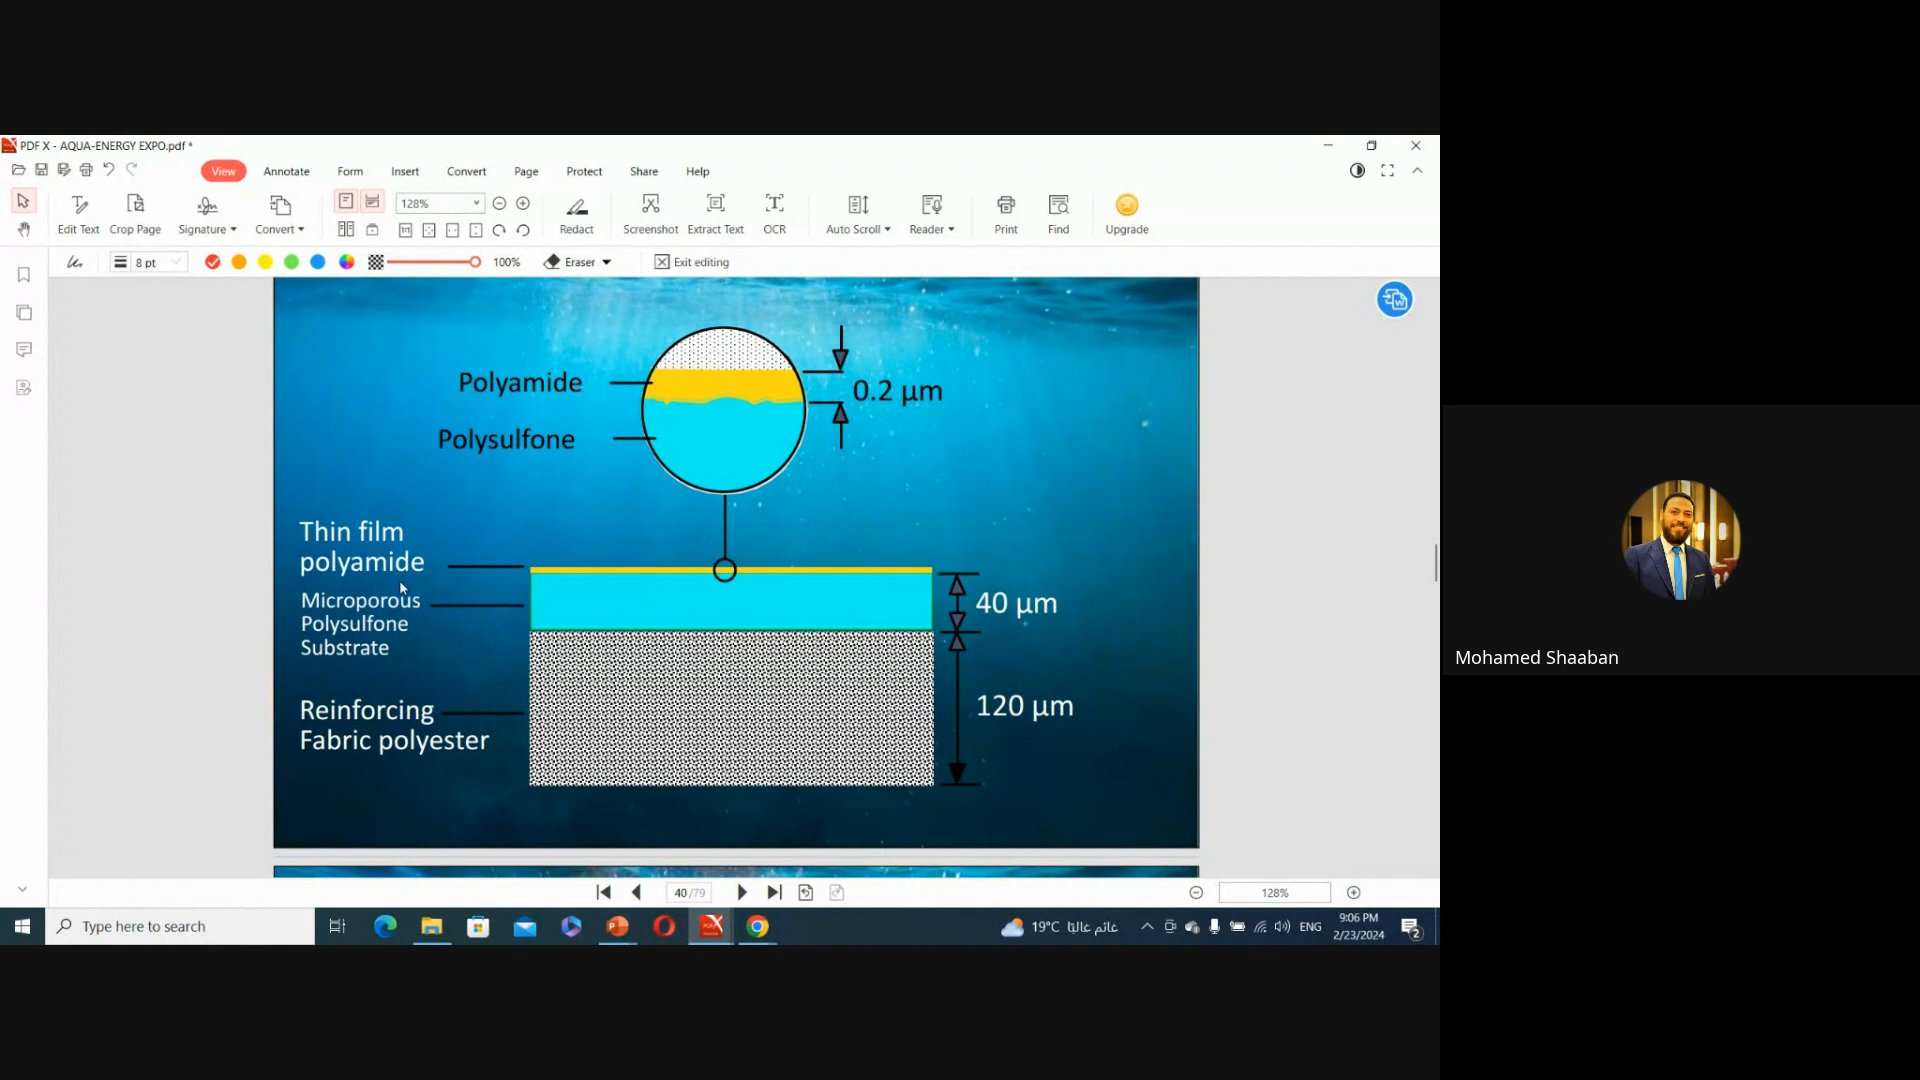 PDF X - AQUA-ENERGY EXPO.pdf *
View Annotate Form Insert Convert Page Protect Share Help
128%
Edit Text Crop Page Signature Convert Redact Screenshot Extract Text OCR Auto Scroll Reader Print Find Upgrade
8 pt 100% Eraser Exit editing
Polyamide
0.2 µm
Polysulfone
Thin film
polyamide
Microporous
Polysulfone
Substrate
40 µm
Reinforcing
Fabric polyester
120 µm
Mohamed Shaaban
40 /79
128%
Type here to search
19°C غائم غالبًا
ENG
9:06 PM
2/23/2024
2